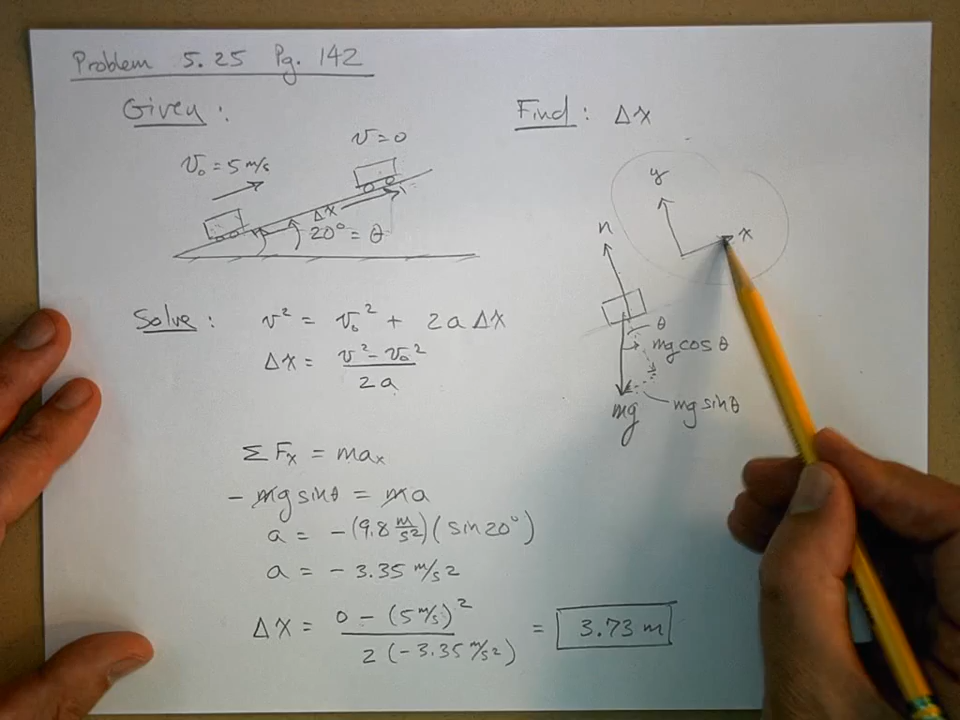 Problem 5.25 Pg. 142
Given:
Find: Δx
v=0
v₀ = 5 m/s
Δx
20° = θ
y
x
n
θ
mg cos θ
mg sin θ
mg
Solve: v² = v₀² + 2aΔx
Δx = v² - v₀² / 2a
ΣFx = max
- mg sin θ = ma
a = -(9.8 m/s²)(sin 20°)
a = -3.35 m/s²
Δx = 0 - (5 m/s)² / 2(-3.35 m/s²) = 3.73 m